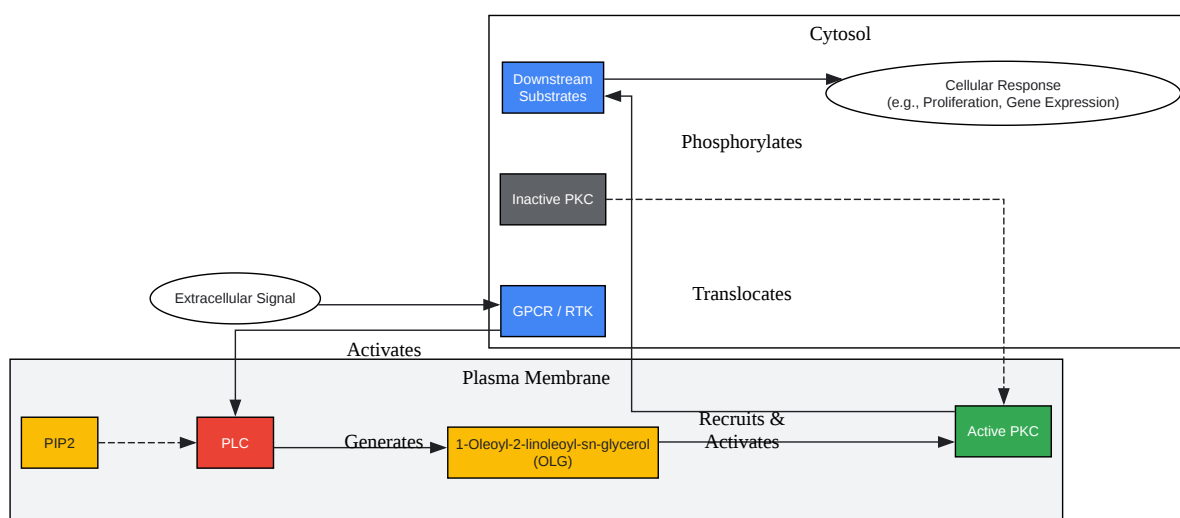 Cytosol
Downstream
Substrates
Cellular Response
(e.g., Proliferation, Gene Expression)
Phosphorylates
Inactive PKC
Extracellular Signal
GPCR / RTK
Translocates
Activates
Plasma Membrane
PIP2
PLC
Generates
1-Oleoyl-2-linoleoyl-sn-glycerol
(OLG)
Recruits &
Activates
Active PKC